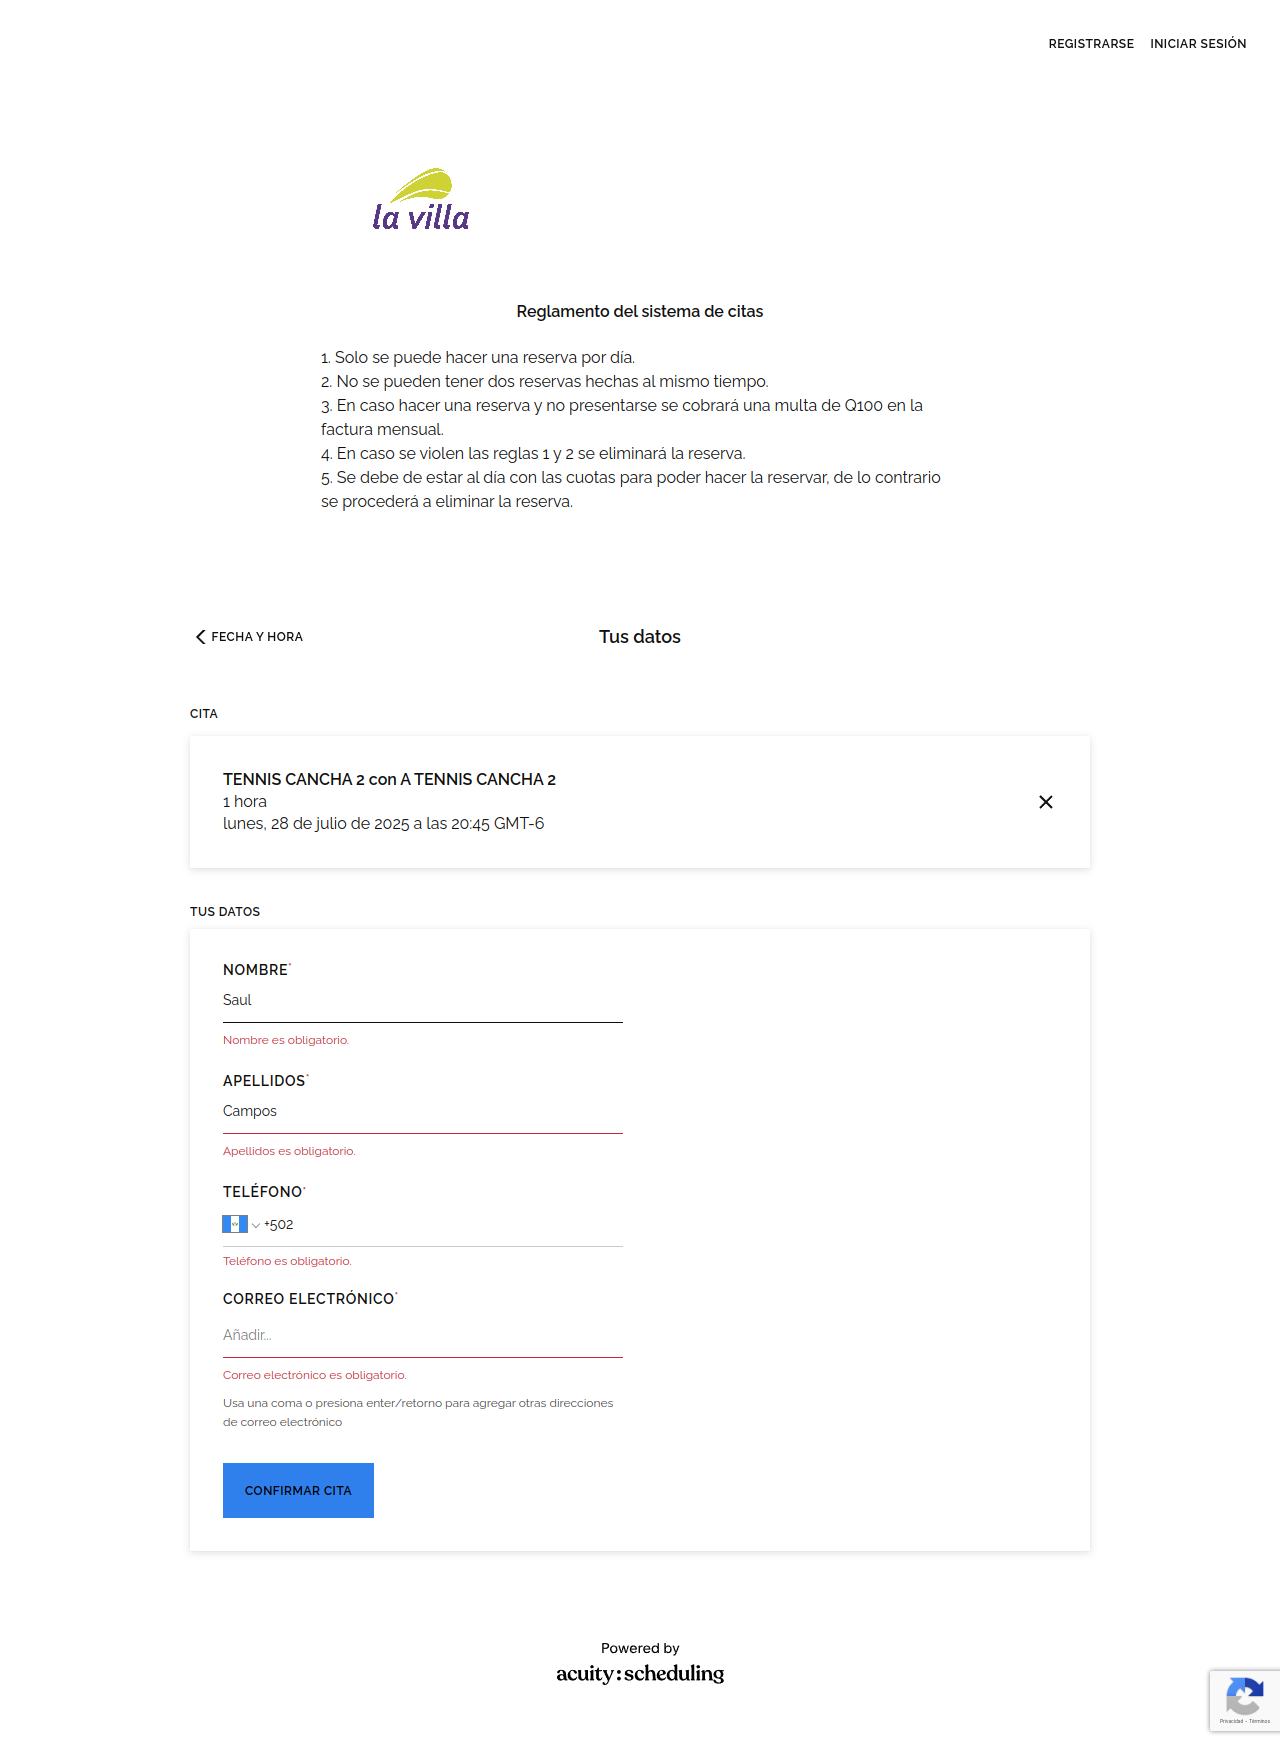 REGISTRARSE INICIAR SESIÓN
la villa
Reglamento del sistema de citas
1. Solo se puede hacer una reserva por día.
2. No se pueden tener dos reservas hechas al mismo tiempo.
3. En caso hacer una reserva y no presentarse se cobrará una multa de Q100 en la
factura mensual.
4. En caso se violen las reglas 1 y 2 se eliminará la reserva.
5. Se debe de estar al día con las cuotas para poder hacer la reservar, de lo contrario
se procederá a eliminar la reserva.
FECHA Y HORA
Tus datos
CITA
TENNIS CANCHA 2 con A TENNIS CANCHA 2
1 hora
lunes, 28 de julio de 2025 a las 20:45 GMT-6
TUS DATOS
NOMBRE*
Saul
Nombre es obligatorio.
APELLIDOS*
Campos
Apellidos es obligatorio.
TELÉFONO*
+502
Teléfono es obligatorio.
CORREO ELECTRÓNICO*
Añadir...
Correo electrónico es obligatorio.
Usa una coma o presiona enter/retorno para agregar otras direcciones
de correo electrónico
CONFIRMAR CITA
Powered by
acuity:scheduling
Privacidad - Términos